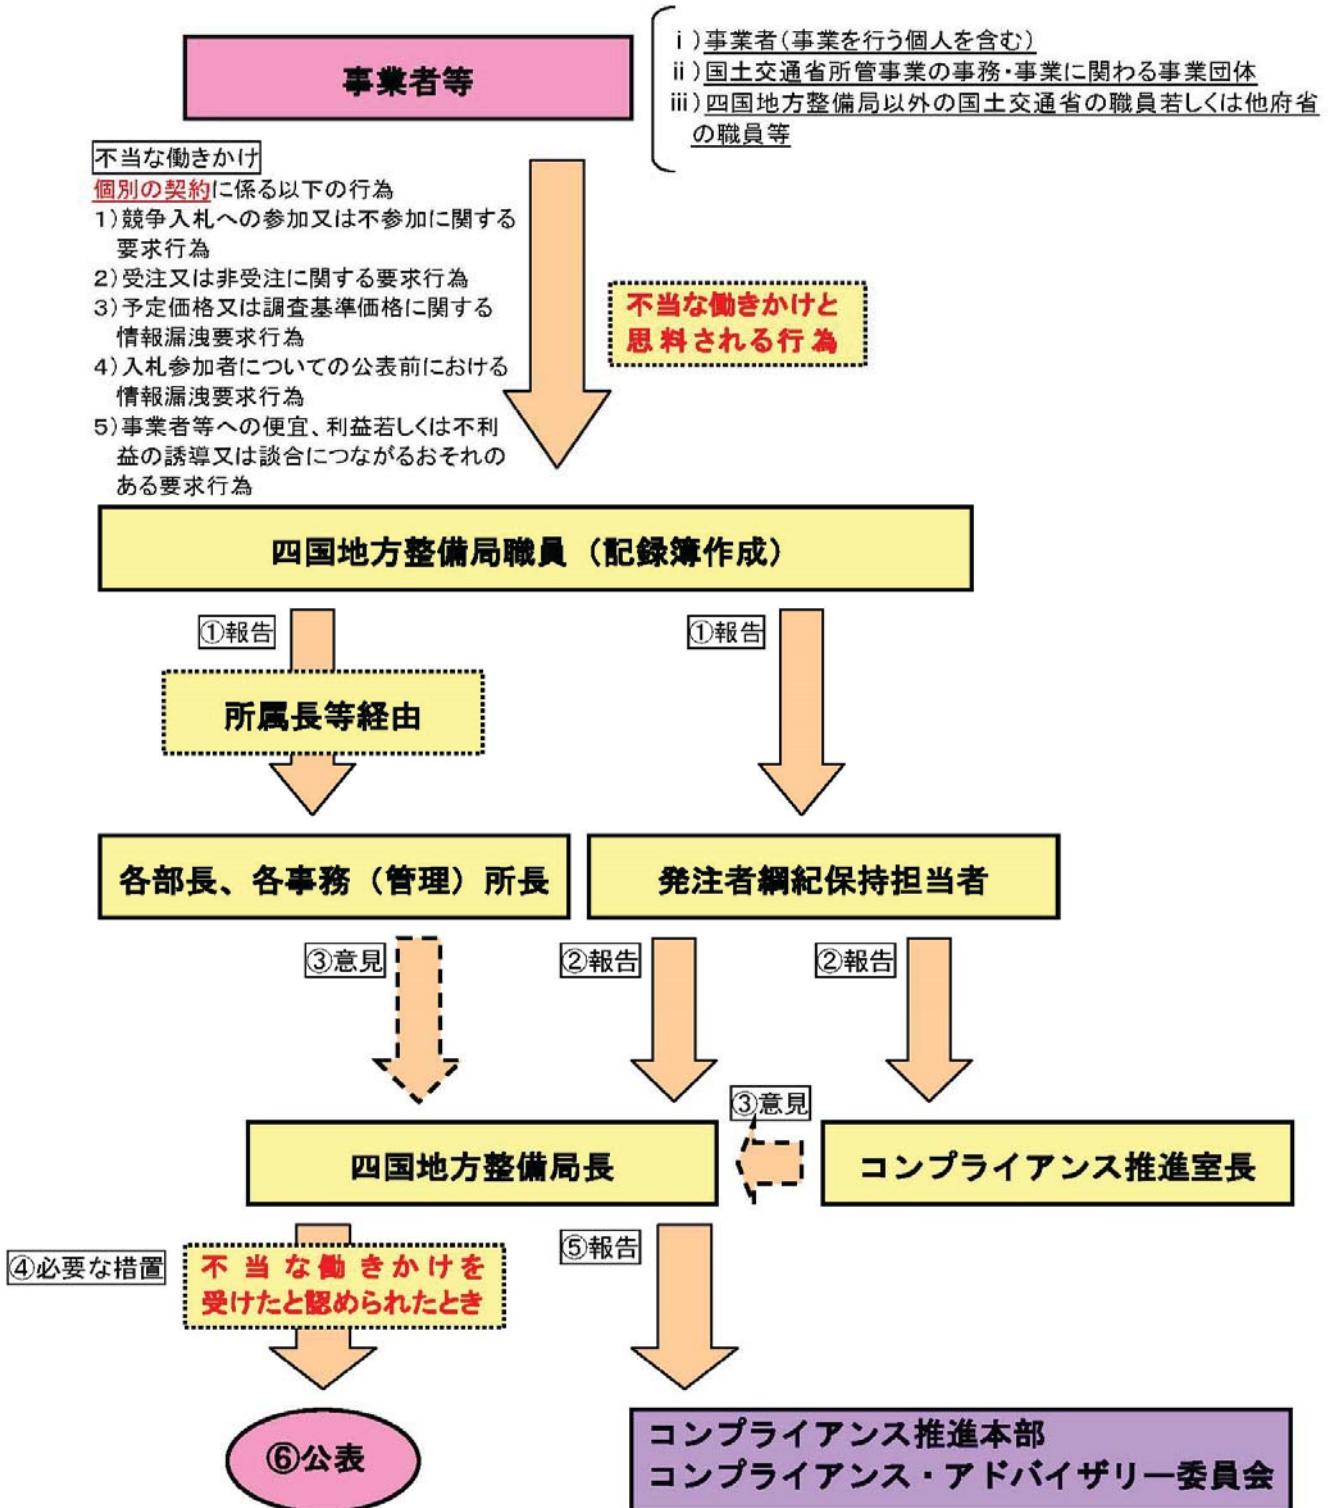 事業者等
ⅰ)事業者(事業を行う個人を含む)
ⅱ)国土交通省所管事業の事務・事業に関わる事業団体
ⅲ)四国地方整備局以外の国土交通省の職員若しくは他府省
の職員等
不当な働きかけ
個別の契約に係る以下の行為
1)競争入札への参加又は不参加に関する
要求行為
2)受注又は非受注に関する要求行為
3)予定価格又は調査基準価格に関する
情報漏洩要求行為
4)入札参加者についての公表前における
情報漏洩要求行為
5)事業者等への便宜、利益若しくは不利
益の誘導又は談合につながるおそれの
ある要求行為
不当な働きかけと
思料される行為
四国地方整備局職員(記録簿作成)
①報告
①報告
所属長等経由
各部長、各事務(管理)所長
発注者綱紀保持担当者
③意見
②報告
②報告
③意見
四国地方整備局長
コンプライアンス推進室長
④必要な措置
不当な働きかけを
受けたと認められたとき
⑤報告
⑥公表
コンプライアンス推進本部
コンプライアンス・アドバイザリー委員会